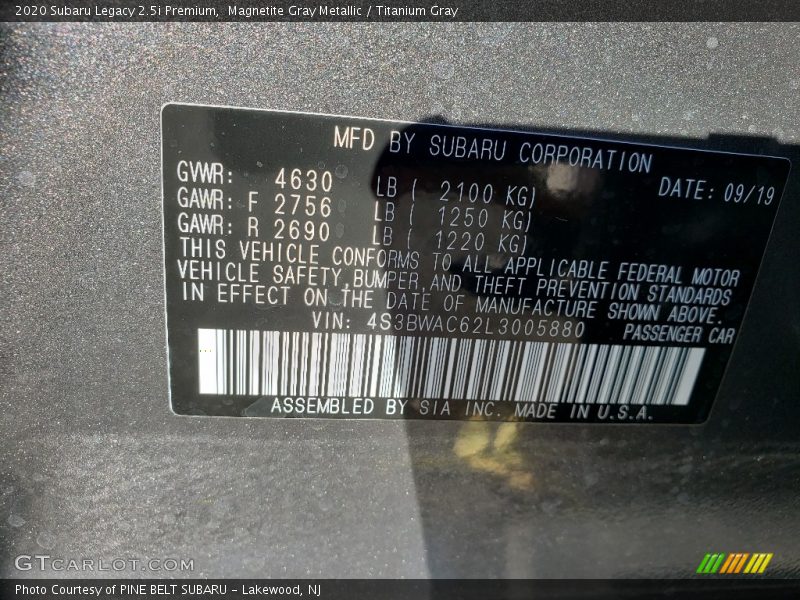 2020 Subaru Legacy 2.5i Premium,  Magnetite Gray Metallic / Titanium Gray
MFD BY SUBARU CORPORATION
GVWR: 4630 LB ( 2100 KG) DATE: 09/19
GAWR: F 2756 LB ( 1250 KG)
GAWR: R 2690 LB ( 1220 KG)
THIS VEHICLE CONFORMS TO ALL APPLICABLE FEDERAL MOTOR
VEHICLE SAFETY BUMPER,AND THEFT PREVENTION STANDARDS
IN EFFECT ON THE DATE OF MANUFACTURE SHOWN ABOVE.
VIN: 4S3BWAC62L3005880 PASSENGER CAR
ASSEMBLED BY SIA INC. MADE IN U.S.A.
GTCARLOT.COM
Photo Courtesy of PINE BELT SUBARU - Lakewood, NJ